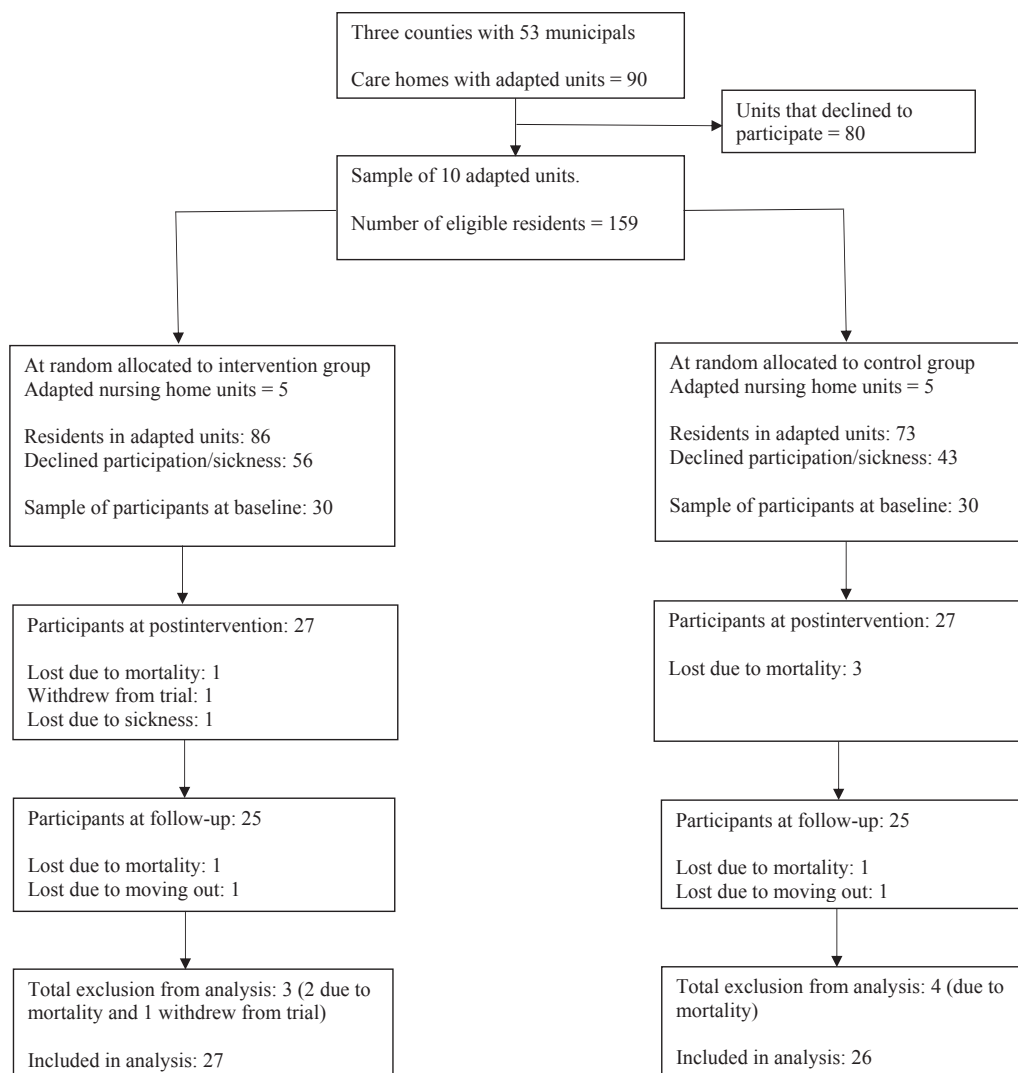 Three counties with 53 municipals
Care homes with adapted units = 90
Units that declined to
participate = 80
Sample of 10 adapted units.
Number of eligible residents = 159
At random allocated to intervention group
Adapted nursing home units = 5
Residents in adapted units: 86
Declined participation/sickness: 56
Sample of participants at baseline: 30
At random allocated to control group
Adapted nursing home units = 5
Residents in adapted units: 73
Declined participation/sickness: 43
Sample of participants at baseline: 30
Participants at postintervention: 27
Lost due to mortality: 1
Withdrew from trial: 1
Lost due to sickness: 1
Participants at postintervention: 27
Lost due to mortality: 3
Participants at follow-up: 25
Lost due to mortality: 1
Lost due to moving out: 1
Participants at follow-up: 25
Lost due to mortality: 1
Lost due to moving out: 1
Total exclusion from analysis: 3 (2 due to
mortality and 1 withdrew from trial)
Included in analysis: 27
Total exclusion from analysis: 4 (due to
mortality)
Included in analysis: 26